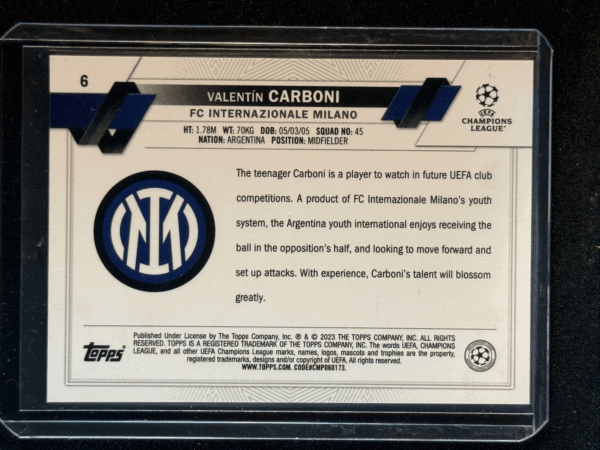 6
VALENTÍN CARBONI
FC INTERNAZIONALE MILANO
HT: 1.78M WT: 70KG DOB: 05/03/05 SQUAD NO: 45
NATION: ARGENTINA POSITION: MIDFIELDER
UEFA
CHAMPIONS
LEAGUE
The teenager Carboni is a player to watch in future UEFA club
competitions. A product of FC Internazionale Milano's youth
system, the Argentina youth international enjoys receiving the
ball in the opposition's half, and looking to move forward and
set up attacks. With experience, Carboni's talent will blossom
greatly.
Topps
Published Under License by The Topps Company, Inc. ® & © 2023 THE TOPPS COMPANY, INC. ALL RIGHTS
RESERVED. TOPPS IS A REGISTERED TRADEMARK OF THE TOPPS COMPANY, INC. The words UEFA, CHAMPIONS
LEAGUE, and all other UEFA Champions League marks, names, logos, mascots and trophies are the property,
registered trademarks, designs and/or copyright of UEFA. All rights reserved.
WWW.TOPPS.COM. CODE#CMP060173.